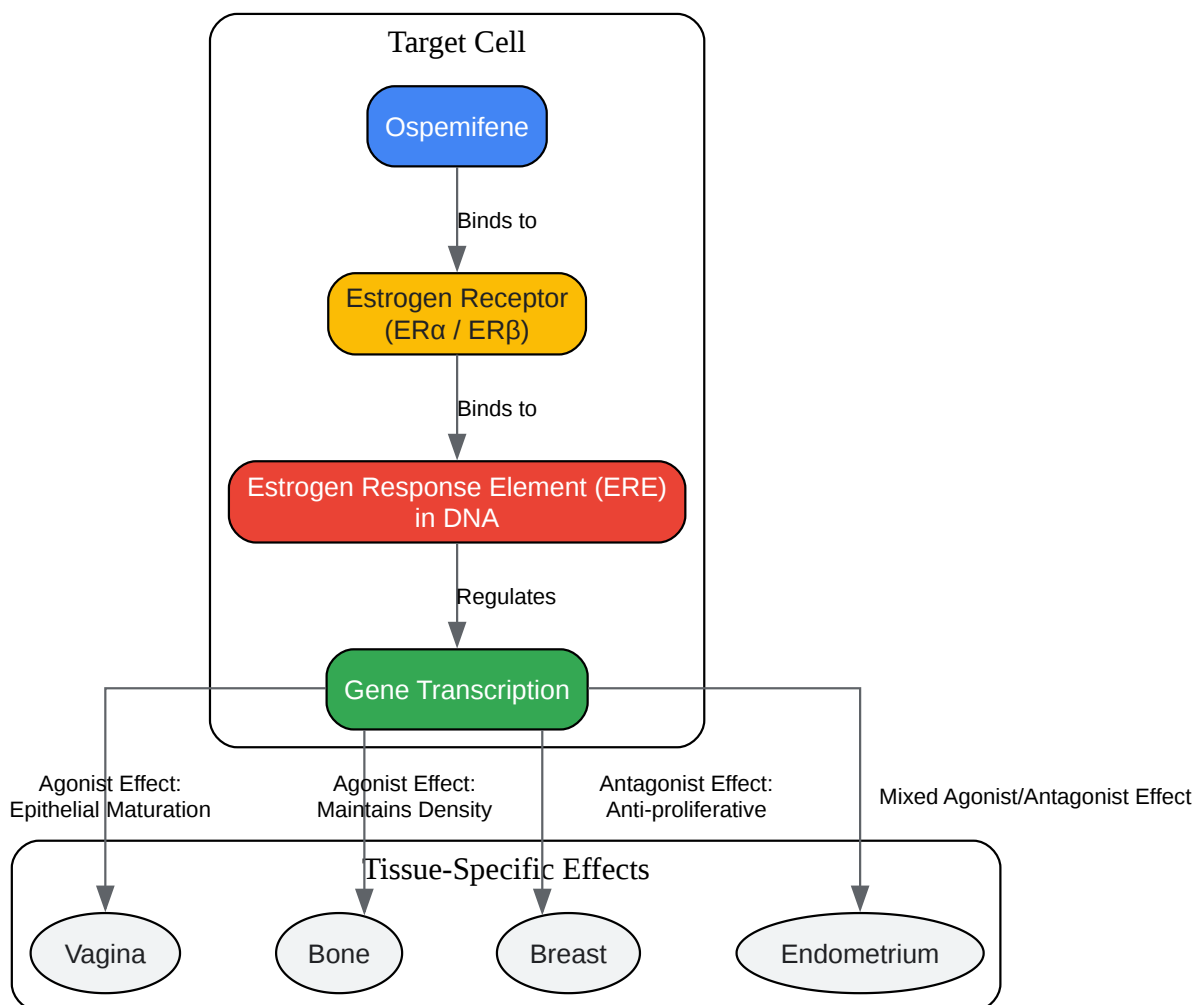 Target Cell
Ospemifene
Binds to
Estrogen Receptor
(ERα / ERβ)
Binds to
Estrogen Response Element (ERE)
in DNA
Regulates
Gene Transcription
Agonist Effect:
Epithelial Maturation
Agonist Effect:
Maintains Density
Antagonist Effect:
Anti-proliferative
Mixed Agonist/Antagonist Effect
Tissue-Specific Effects
Vagina
Bone
Breast
Endometrium